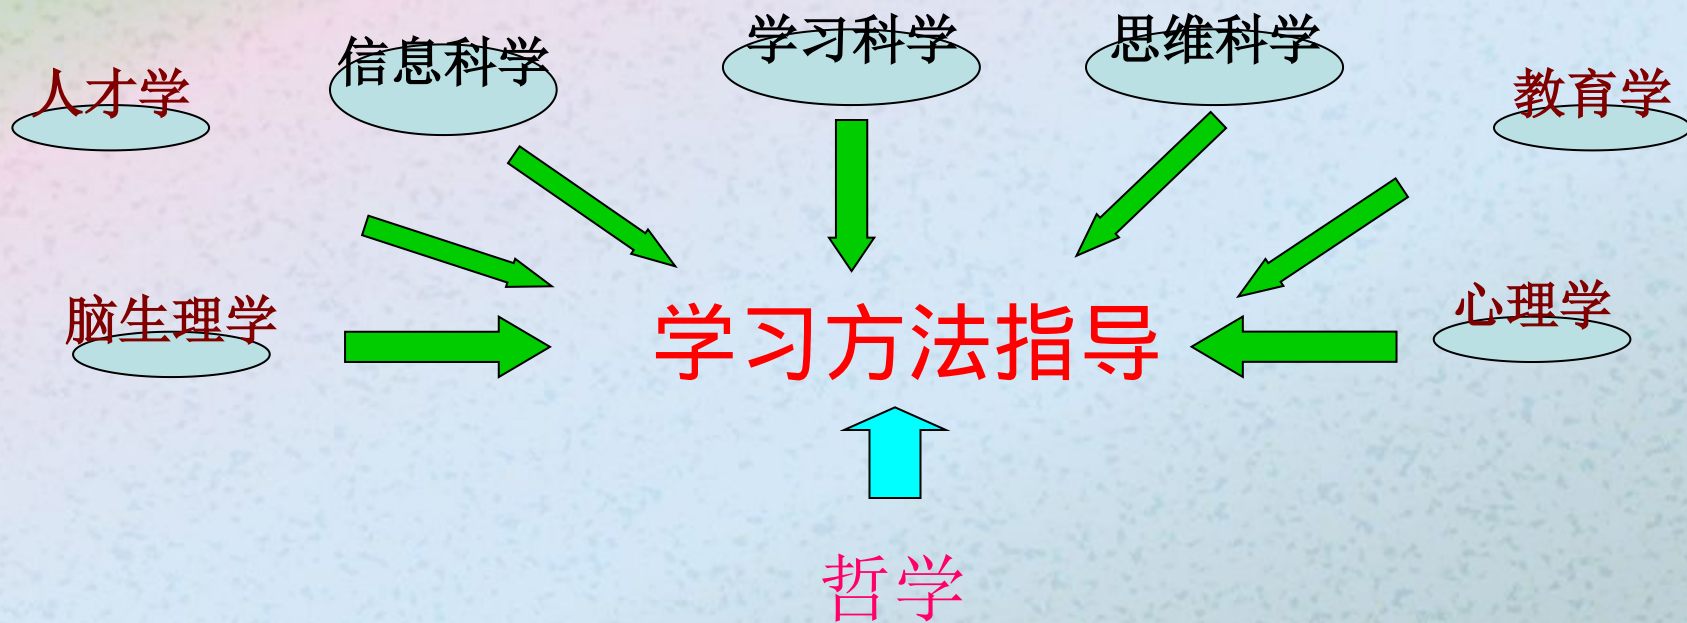 学习科学
思维科学
信息科学
人才学
教育学
脑生理学
心理学
学习方法指导
哲学